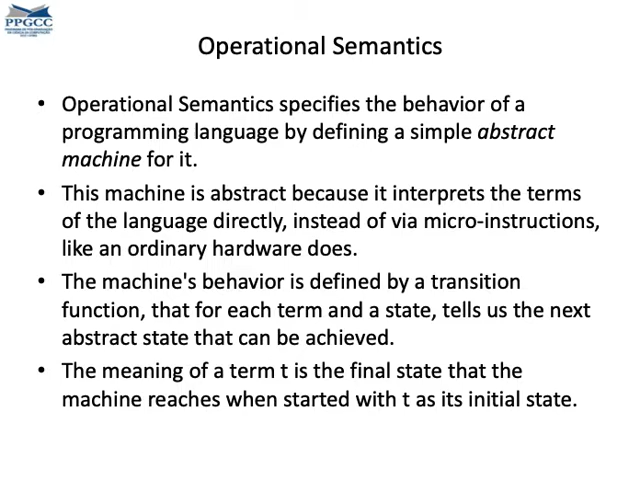 PPGCC
Operational Semantics
• Operational Semantics specifies the behavior of a
programming language by defining a simple abstract
machine for it.
• This machine is abstract because it interprets the terms
of the language directly, instead of via micro-instructions,
like an ordinary hardware does.
• The machine's behavior is defined by a transition
function, that for each term and a state, tells us the next
abstract state that can be achieved.
• The meaning of a term t is the final state that the
machine reaches when started with t as its initial state.